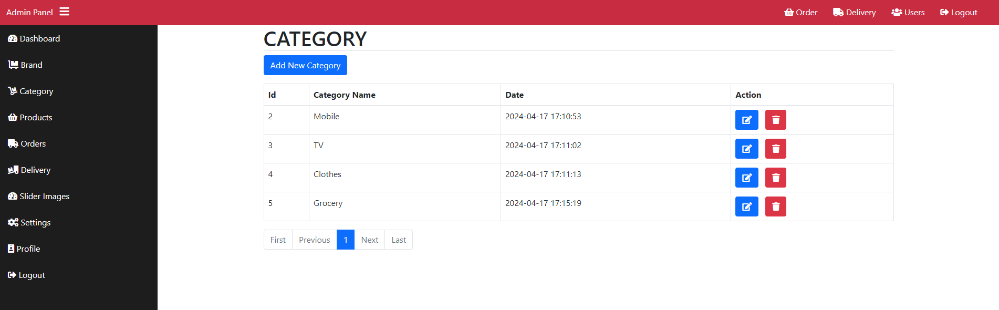 Admin Panel
Order Delivery Users Logout
Dashboard
Brand
Category
Products
Orders
Delivery
Slider Images
Settings
Profile
Logout
CATEGORY
Add New Category
Id Category Name Date Action
2 Mobile 2024-04-17 17:10:53
3 TV 2024-04-17 17:11:02
4 Clothes 2024-04-17 17:11:13
5 Grocery 2024-04-17 17:15:19
First Previous 1 Next Last